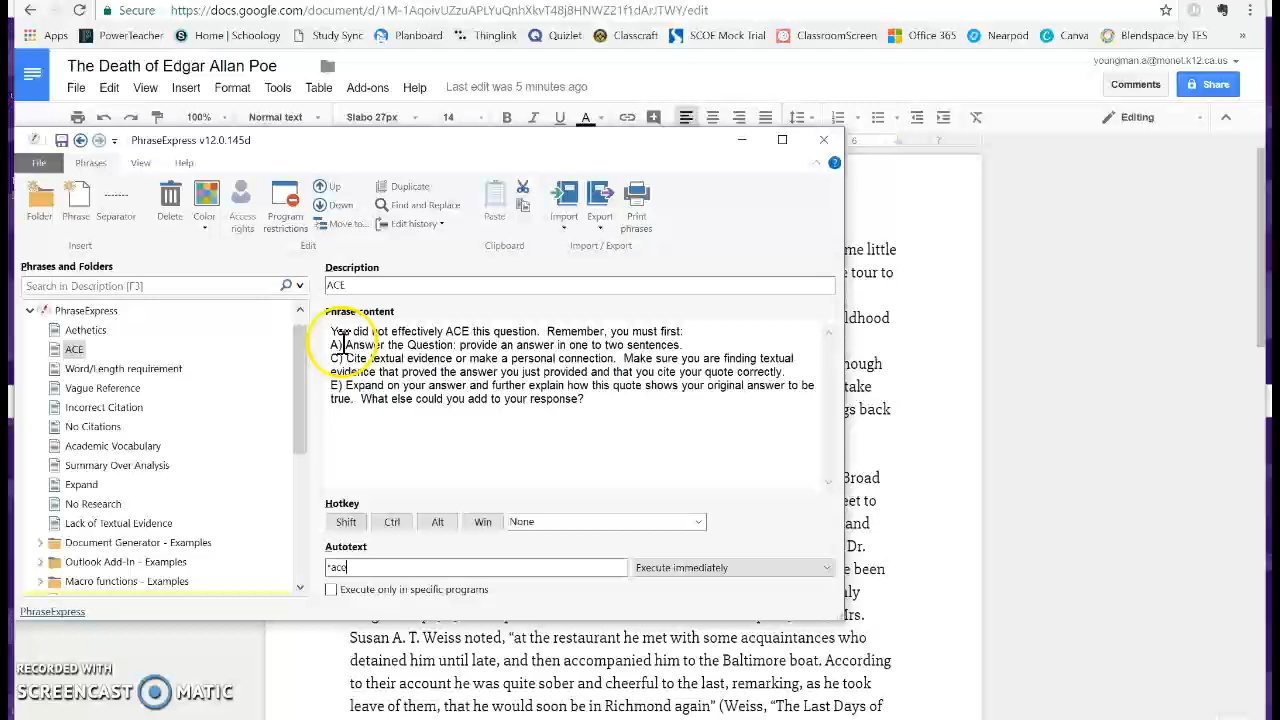 Secure
https://docs.google.com/document/d/1M-1AqoivUZzuAPLYuQnhXkvT48j8HNWZ21f1dArJTWY/edit
Apps PowerTeacher Home | Schoology Study Sync Planboard Thinglink Quizlet Classcraft SCOE Mock Trial ClassroomScreen Office 365 Nearpod Canva Blendspace by TES »
The Death of Edgar Allan Poe
youngman.a@monet.k12.ca.us
File Edit View Insert Format Tools Table Add-ons Help Last edit was 5 minutes ago
Comments Share
100% Normal text Slabo 27px 14 B I U A Editing
PhraseExpress v12.0.145d
6 7
File Phrases View Help
Folder Phrase Separator Delete Color Access rights Program restrictions
Up Duplicate
Down Find and Replace
Move to... Edit history
Paste Import Export Print phrases
Insert Edit Clipboard Import / Export
Phrases and Folders
Search in Description [F3]
PhraseExpress
Aethetics
ACE
Word/Length requirement
Vague Reference
Incorrect Citation
No Citations
Academic Vocabulary
Summary Over Analysis
Expand
No Research
Lack of Textual Evidence
Document Generator - Examples
Outlook Add-In - Examples
Macro functions - Examples
PhraseExpress
Description
ACE
Phrase content
You did not effectively ACE this question. Remember, you must first:
A) Answer the Question: provide an answer in one to two sentences.
C) Cite textual evidence or make a personal connection. Make sure you are finding textual
evidence that proved the answer you just provided and that you cite your quote correctly.
E) Expand on your answer and further explain how this quote shows your original answer to be
true. What else could you add to your response?
Hotkey
Shift Ctrl Alt Win None
Autotext
*ace Execute immediately
Execute only in specific programs
me little
e tour to
ldhood
take
gs back
Broad
eet to
and
Dr.
e been
nly
Mrs.
Susan A. T. Weiss noted, “at the restaurant he met with some acquaintances who
detained him until late, and then accompanied him to the Baltimore boat. According
to their account he was quite sober and cheerful to the last, remarking, as he took
leave of them, that he would soon be in Richmond again” (Weiss, “The Last Days of
RECORDED WITH
SCREENCAST MATIC